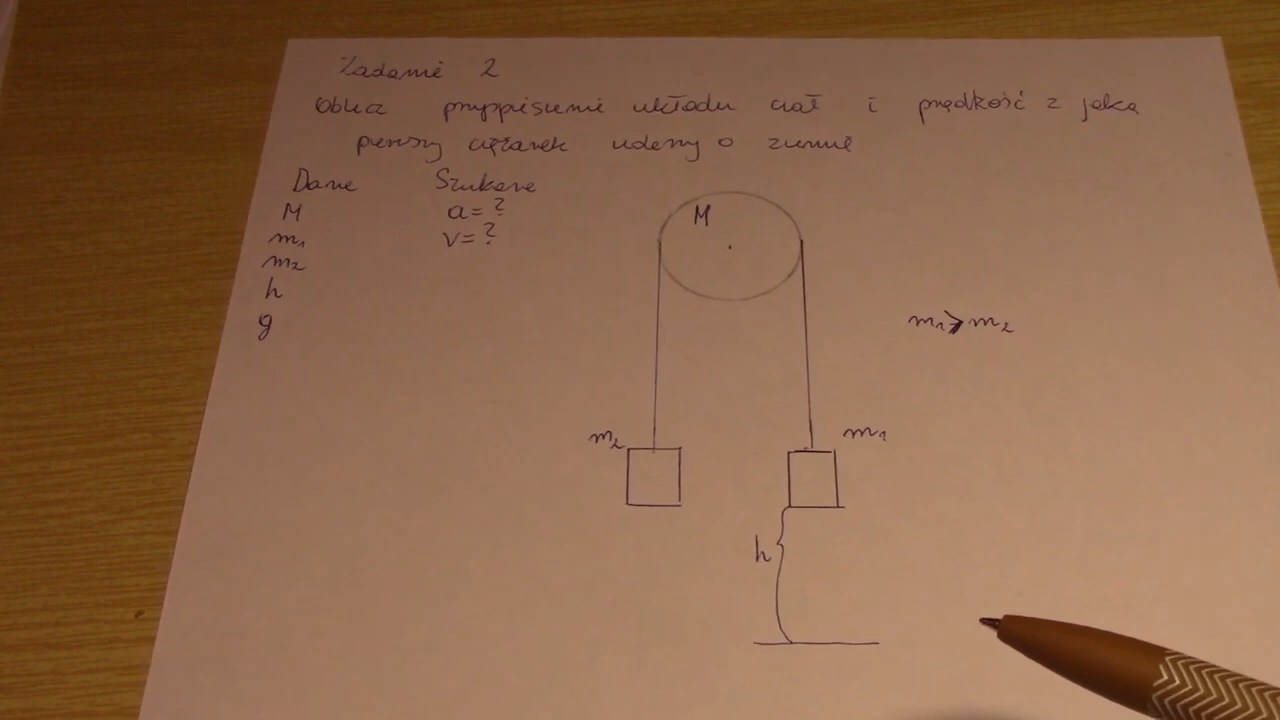 Zadanie 2
Oblicz przyspieszenie układu ciał i prędkość z jaką
pierwszy ciężarek uderzy o ziemię
Dane Szukane
M a=?
m₁ v=?
m₂
h
g
M
m₁>m₂
m₂ m₁
h